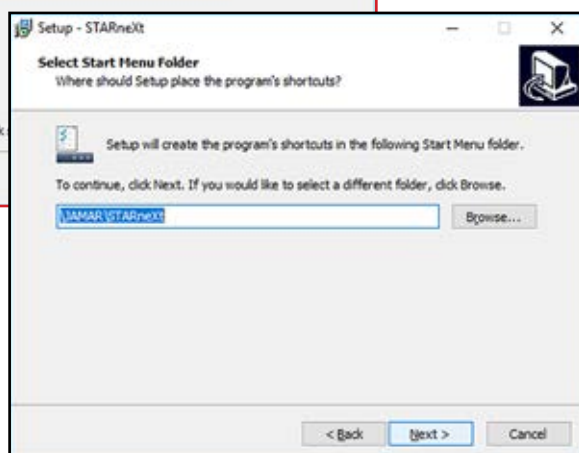 Setup - STARneXt
Select Start Menu Folder
Where should Setup place the program's shortcuts?
Setup will create the program's shortcuts in the following Start Menu folder.
To continue, click Next. If you would like to select a different folder, click Browse.
\JAMAR\STARneXt
Browse...
< Back
Next >
Cancel